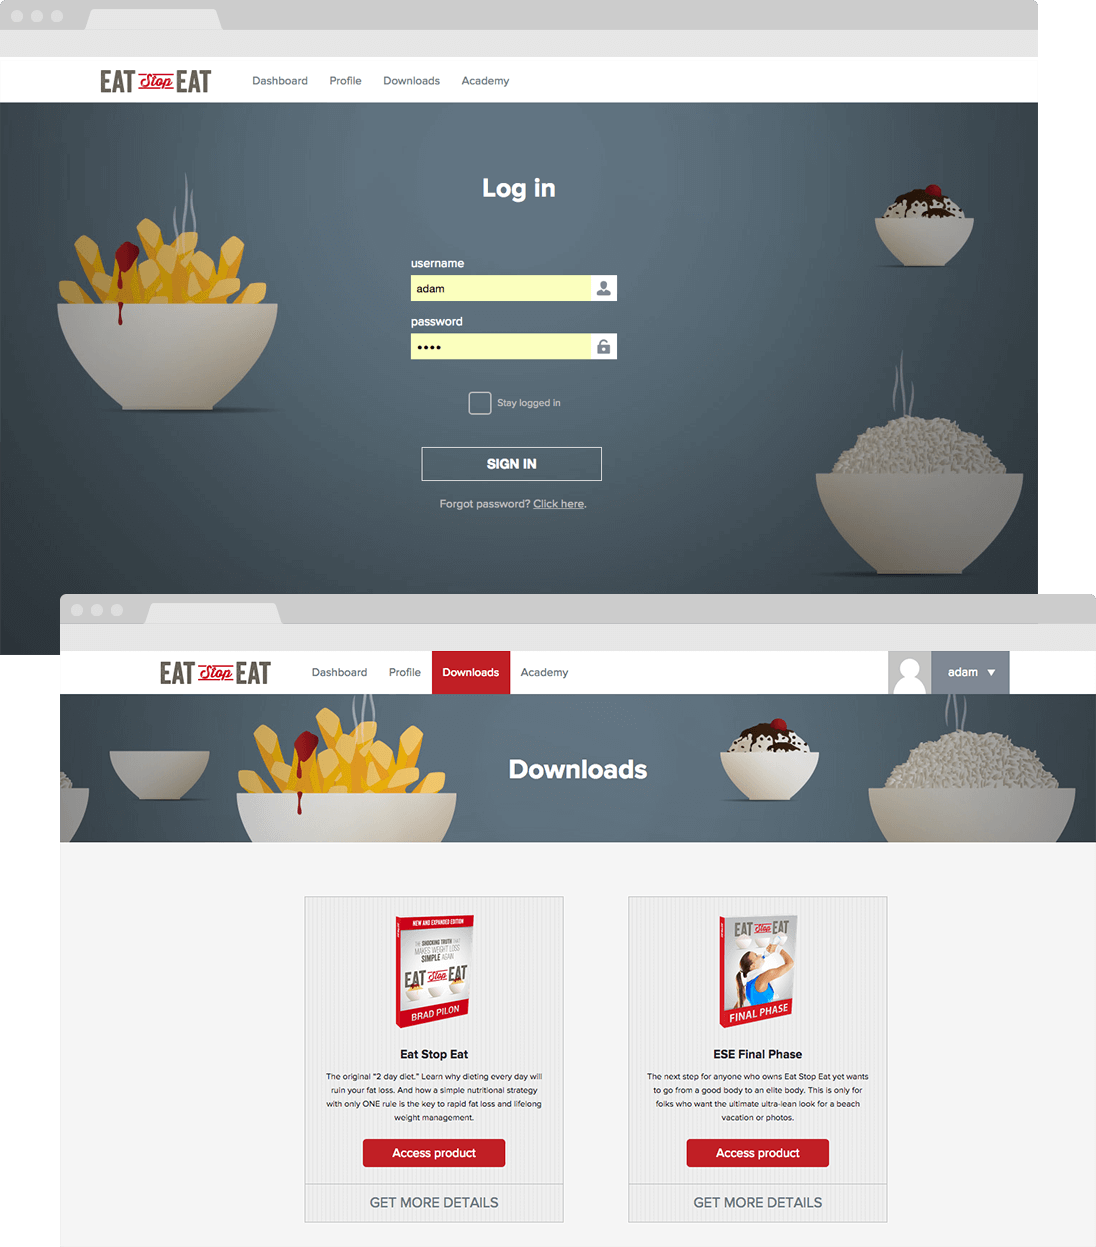 EAT Stop EAT
Dashboard Profile Downloads Academy
Log in
username
adam
password
Stay logged in
SIGN IN
Forgot password? Click here.
EAT Stop EAT
Dashboard Profile Downloads Academy
adam
Downloads
NEW AND EXPANDED EDITION
THE SHOCKING TRUTH THAT
MAKES WEIGHT LOSS
SIMPLE AGAIN
EAT Stop EAT
BRAD PILON
Eat Stop Eat
The original "2 day diet." Learn why dieting every day will
ruin your fat loss. And how a simple nutritional strategy
with only ONE rule is the key to rapid fat loss and lifelong
weight management.
Access product
GET MORE DETAILS
EAT Stop EAT
FINAL PHASE
ESE Final Phase
The next step for anyone who owns Eat Stop Eat yet wants
to go from a good body to an elite body. This is only for
folks who want the ultimate ultra-lean look for a beach
vacation or photos.
Access product
GET MORE DETAILS